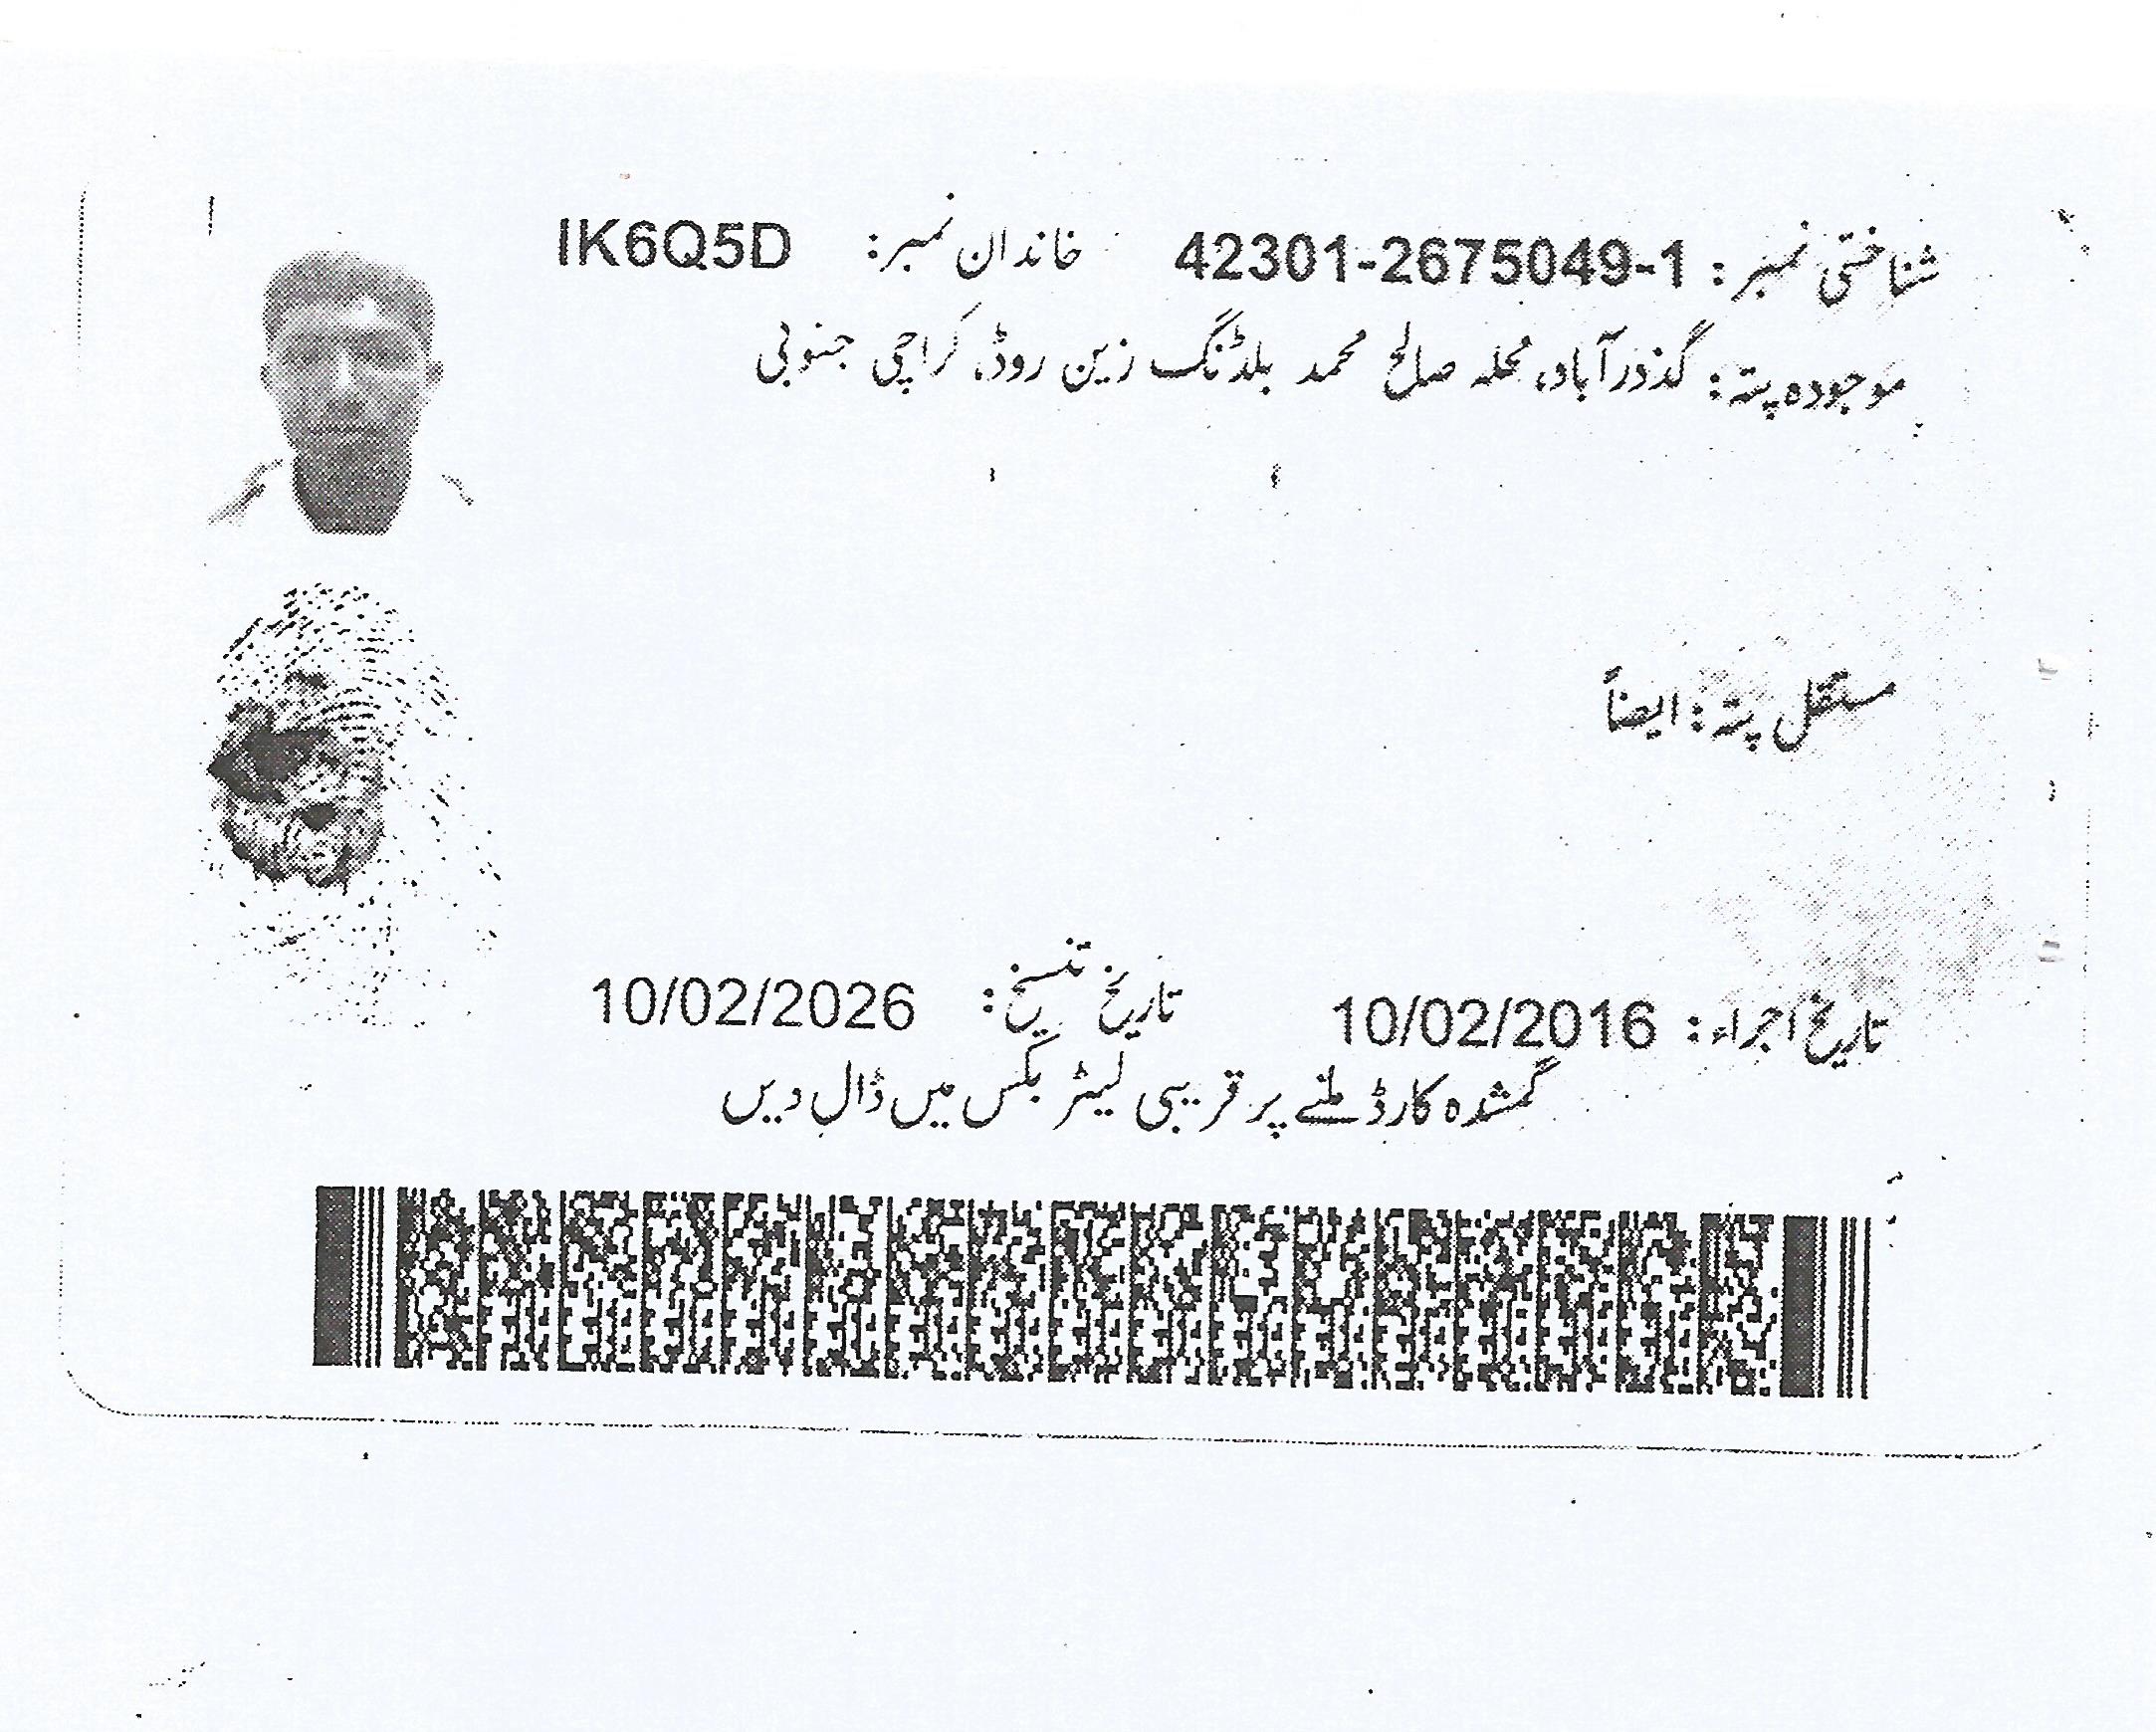 شناختی نمبر: 42301-2675049-1 خاندان نمبر: IK6Q5D
موجودہ پتہ: گذدرآباد، محلہ صالح محمد بلڈنگ زین روڈ، کراچی جنوبی
مستقل پتہ: ایضاً
تاریخ اجراء: 10/02/2016 تاریخ تنسیخ: 10/02/2026
گمشدہ کارڈ ملنے پر قریبی لیٹر بکس میں ڈال دیں